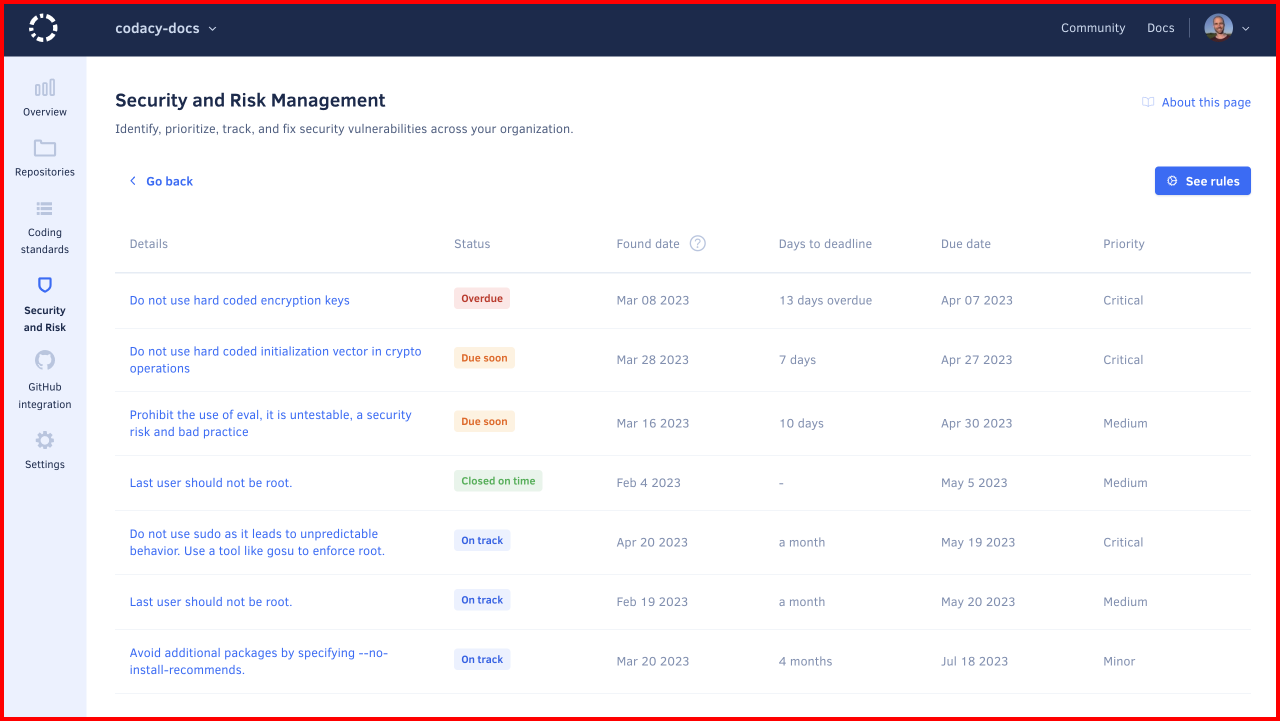 codacy-docs
Community
Docs
Overview
Repositories
Coding
standards
Security
and Risk
GitHub
integration
Settings
Security and Risk Management
About this page
Identify, prioritize, track, and fix security vulnerabilities across your organization.
Go back
See rules
Details Status Found date ? Days to deadline Due date Priority
Do not use hard coded encryption keys Overdue Mar 08 2023 13 days overdue Apr 07 2023 Critical
Do not use hard coded initialization vector in crypto
operations
Due soon Mar 28 2023 7 days Apr 27 2023 Critical
Prohibit the use of eval, it is untestable, a security
risk and bad practice
Due soon Mar 16 2023 10 days Apr 30 2023 Medium
Last user should not be root. Closed on time Feb 4 2023 - May 5 2023 Medium
Do not use sudo as it leads to unpredictable
behavior. Use a tool like gosu to enforce root.
On track Apr 20 2023 a month May 19 2023 Critical
Last user should not be root. On track Feb 19 2023 a month May 20 2023 Medium
Avoid additional packages by specifying --no-
install-recommends.
On track Mar 20 2023 4 months Jul 18 2023 Minor